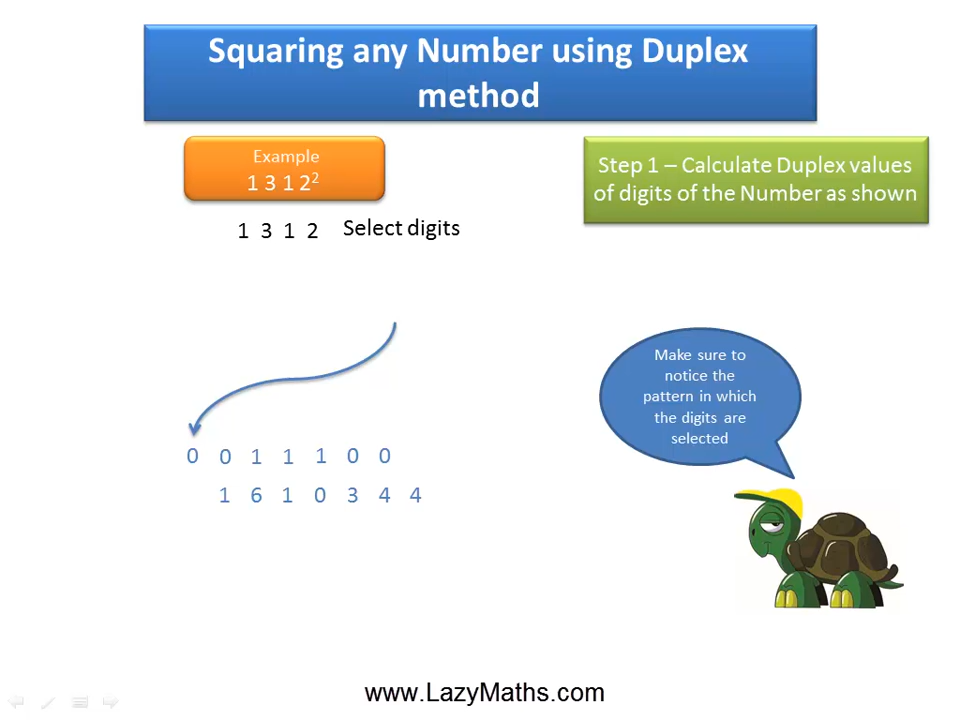 Squaring any Number using Duplex
method
Example
1 3 1 2²
Step 1 – Calculate Duplex values
of digits of the Number as shown
1 3 1 2 Select digits
Make sure to
notice the
pattern in which
the digits are
selected
0 0 1 1 1 0 0
1 6 1 0 3 4 4
www.LazyMaths.com